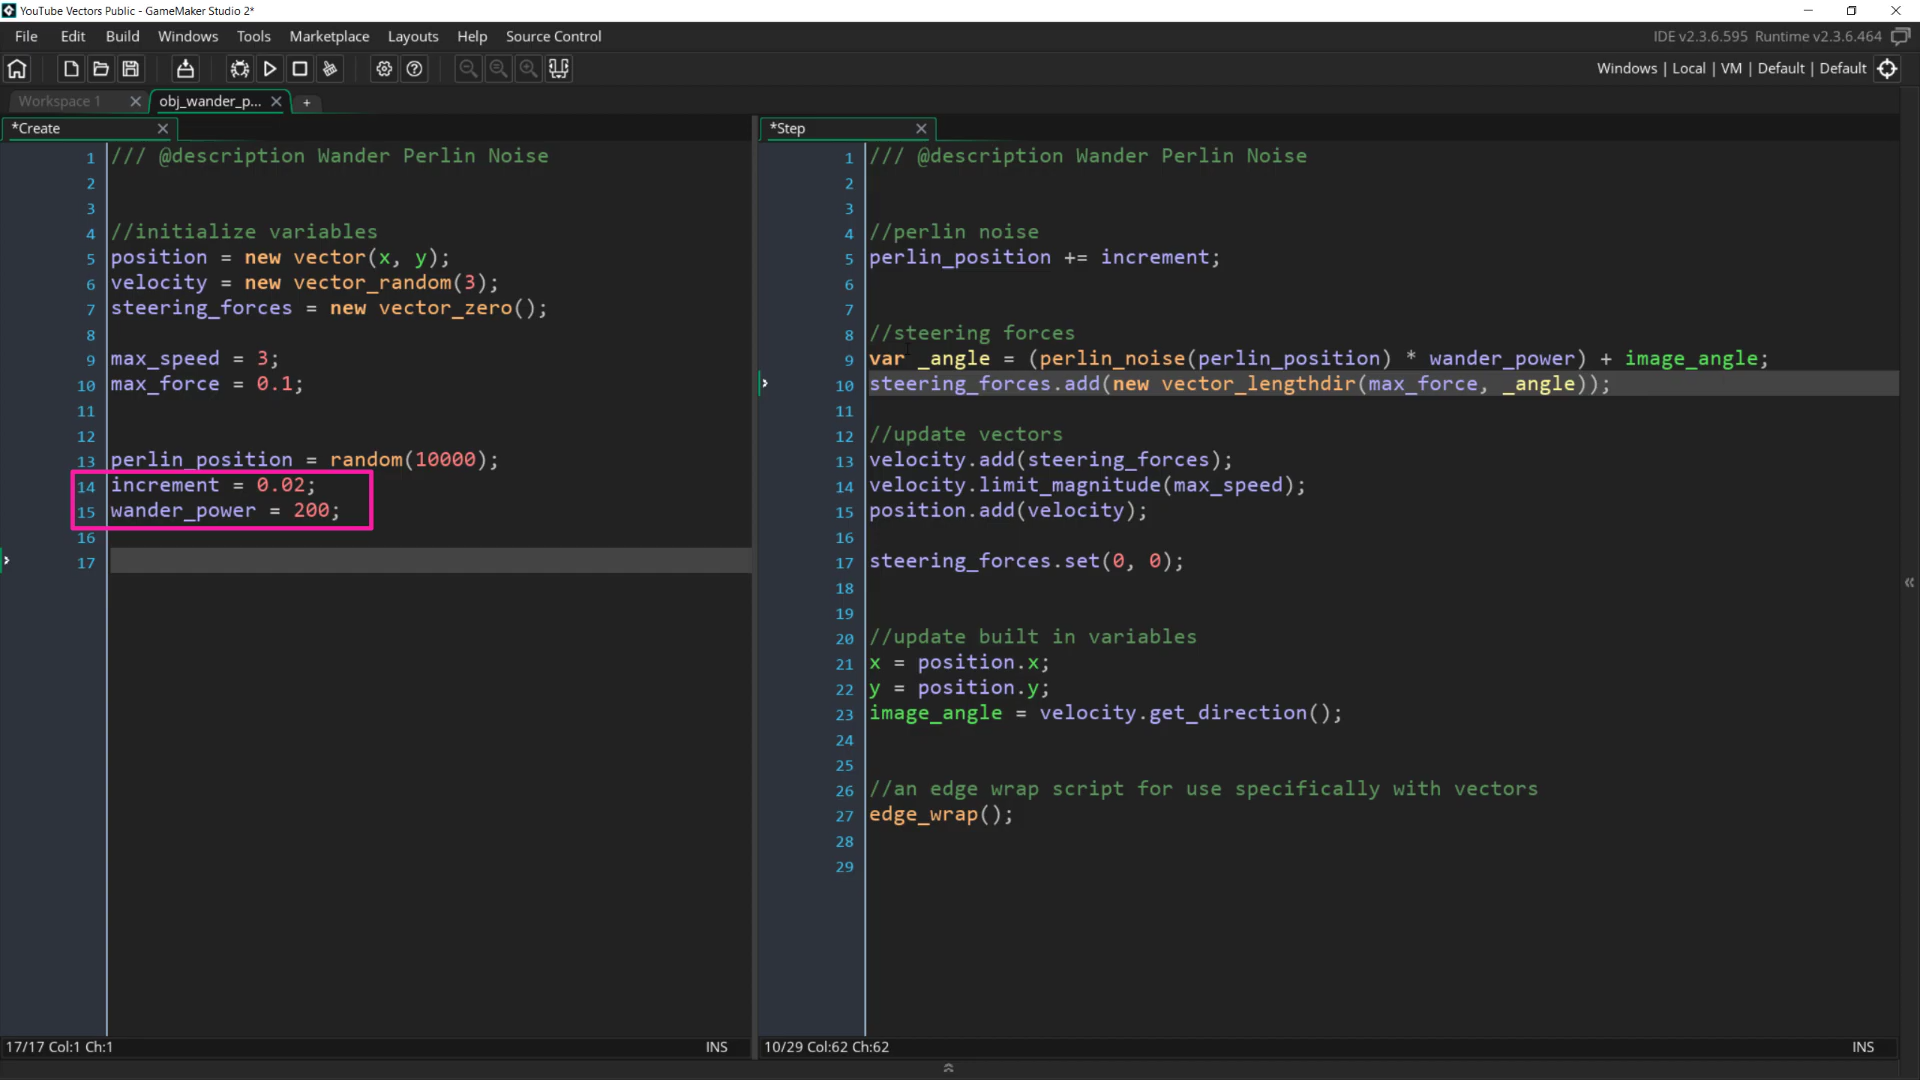 YouTube Vectors Public - GameMaker Studio 2*
File Edit Build Windows Tools Marketplace Layouts Help Source Control
IDE v2.3.6.595 Runtime v2.3.6.464
Windows | Local | VM | Default | Default
Workspace 1
obj_wander_p...
*Create
1 /// @description Wander Perlin Noise
2
3
4 //initialize variables
5 position = new vector(x, y);
6 velocity = new vector_random(3);
7 steering_forces = new vector_zero();
8
9 max_speed = 3;
10 max_force = 0.1;
11
12
13 perlin_position = random(10000);
14 increment = 0.02;
15 wander_power = 200;
16
17
17/17 Col:1 Ch:1
INS
*Step
1 /// @description Wander Perlin Noise
2
3
4 //perlin noise
5 perlin_position += increment;
6
7
8 //steering forces
9 var _angle = (perlin_noise(perlin_position) * wander_power) + image_angle;
10 steering_forces.add(new vector_lengthdir(max_force, _angle));
11
12 //update vectors
13 velocity.add(steering_forces);
14 velocity.limit_magnitude(max_speed);
15 position.add(velocity);
16
17 steering_forces.set(0, 0);
18
19
20 //update built in variables
21 x = position.x;
22 y = position.y;
23 image_angle = velocity.get_direction();
24
25
26 //an edge wrap script for use specifically with vectors
27 edge_wrap();
28
29
10/29 Col:62 Ch:62
INS